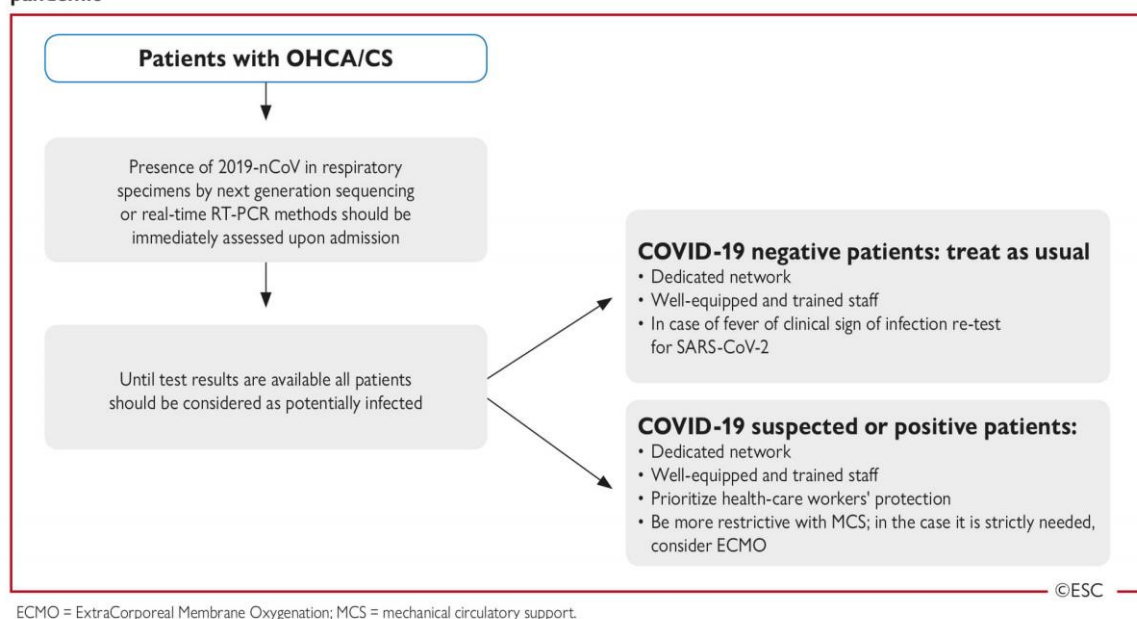 Patients with OHCA/CS
Presence of 2019-nCoV in respiratory
specimens by next generation sequencing
or real-time RT-PCR methods should be
immediately assessed upon admission
Until test results are available all patients
should be considered as potentially infected
COVID-19 negative patients: treat as usual
• Dedicated network
• Well-equipped and trained staff
• In case of fever of clinical sign of infection re-test
for SARS-CoV-2
COVID-19 suspected or positive patients:
• Dedicated network
• Well-equipped and trained staff
• Prioritize health-care workers' protection
• Be more restrictive with MCS; in the case it is strictly needed,
consider ECMO
©ESC
ECMO = ExtraCorporeal Membrane Oxygenation; MCS = mechanical circulatory support.